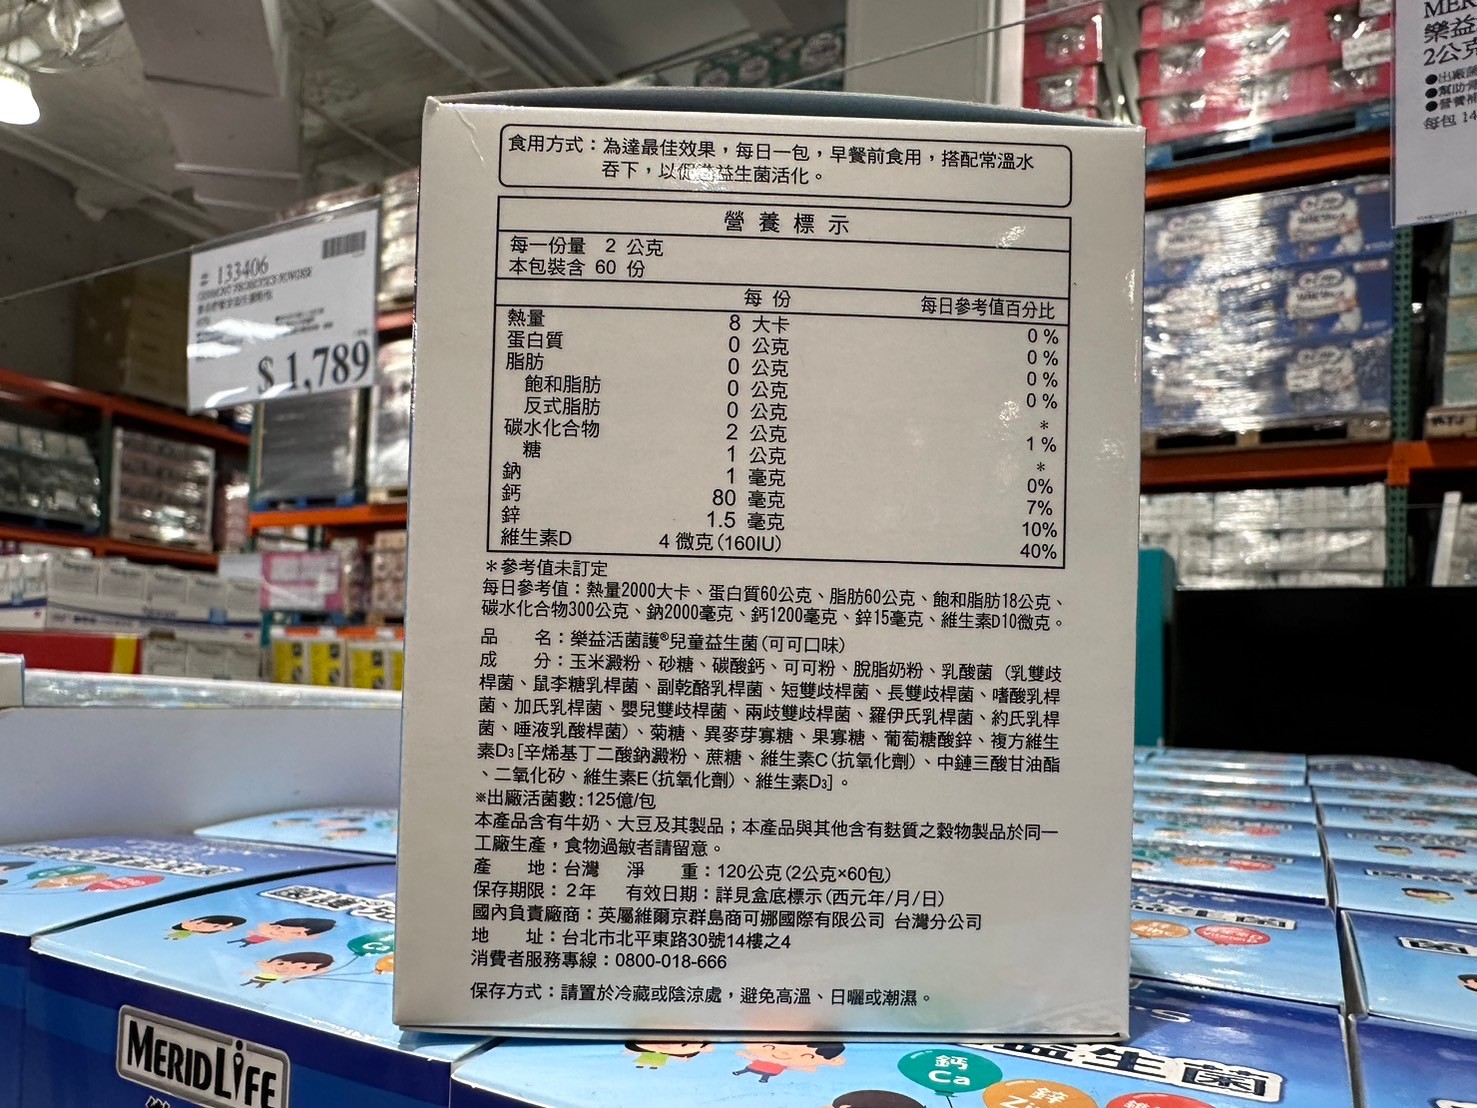 食用方式：為達最佳效果，每日一包，早餐前食用，搭配常溫水
吞下，以促進益生菌活化。
營養標示
每一份量 2 公克
本包裝含 60 份
每份 每日參考值百分比
熱量 8 大卡 0%
蛋白質 0 公克 0%
脂肪 0 公克 0%
飽和脂肪 0 公克 0%
反式脂肪 0 公克 *
碳水化合物 2 公克 1%
糖 1 公克 *
鈉 1 毫克 0%
鈣 80 毫克 7%
鋅 1.5 毫克 10%
維生素D 4 微克(160IU) 40%
*參考值未訂定
每日參考值：熱量2000大卡、蛋白質60公克、脂肪60公克、飽和脂肪18公克、
碳水化合物300公克、鈉2000毫克、鈣1200毫克、鋅15毫克、維生素D10微克。
品 名：樂益活菌護®兒童益生菌(可可口味)
成 分：玉米澱粉、砂糖、碳酸鈣、可可粉、脫脂奶粉、乳酸菌（乳雙歧
桿菌、鼠李糖乳桿菌、副乾酪乳桿菌、短雙歧桿菌、長雙歧桿菌、嗜酸乳桿
菌、加氏乳桿菌、嬰兒雙歧桿菌、兩歧雙歧桿菌、羅伊氏乳桿菌、約氏乳桿
菌、唾液乳酸桿菌)、菊糖、異麥芽寡糖、果寡糖、葡萄糖酸鋅、複方維生
素D₃[辛烯基丁二酸鈉澱粉、蔗糖、維生素C(抗氧化劑)、中鏈三酸甘油酯
、二氧化矽、維生素E(抗氧化劑)、維生素D₃]。
※出廠活菌數:125億/包
本產品含有牛奶、大豆及其製品；本產品與其他含有麩質之穀物製品於同一
工廠生產，食物過敏者請留意。
產 地：台灣 淨 重：120公克(2公克×60包)
保存期限：2年 有效日期：詳見盒底標示(西元年/月/日)
國內負責廠商：英屬維爾京群島商可娜國際有限公司 台灣分公司
地 址：台北市北平東路30號14樓之4
消費者服務專線：0800-018-666
保存方式：請置於冷藏或陰涼處，避免高溫、日曬或潮濕。
# 133406
$1,789
樂益
2公克
每包 14
MERIDLIFE
鈣
Ca
鋅
益生菌